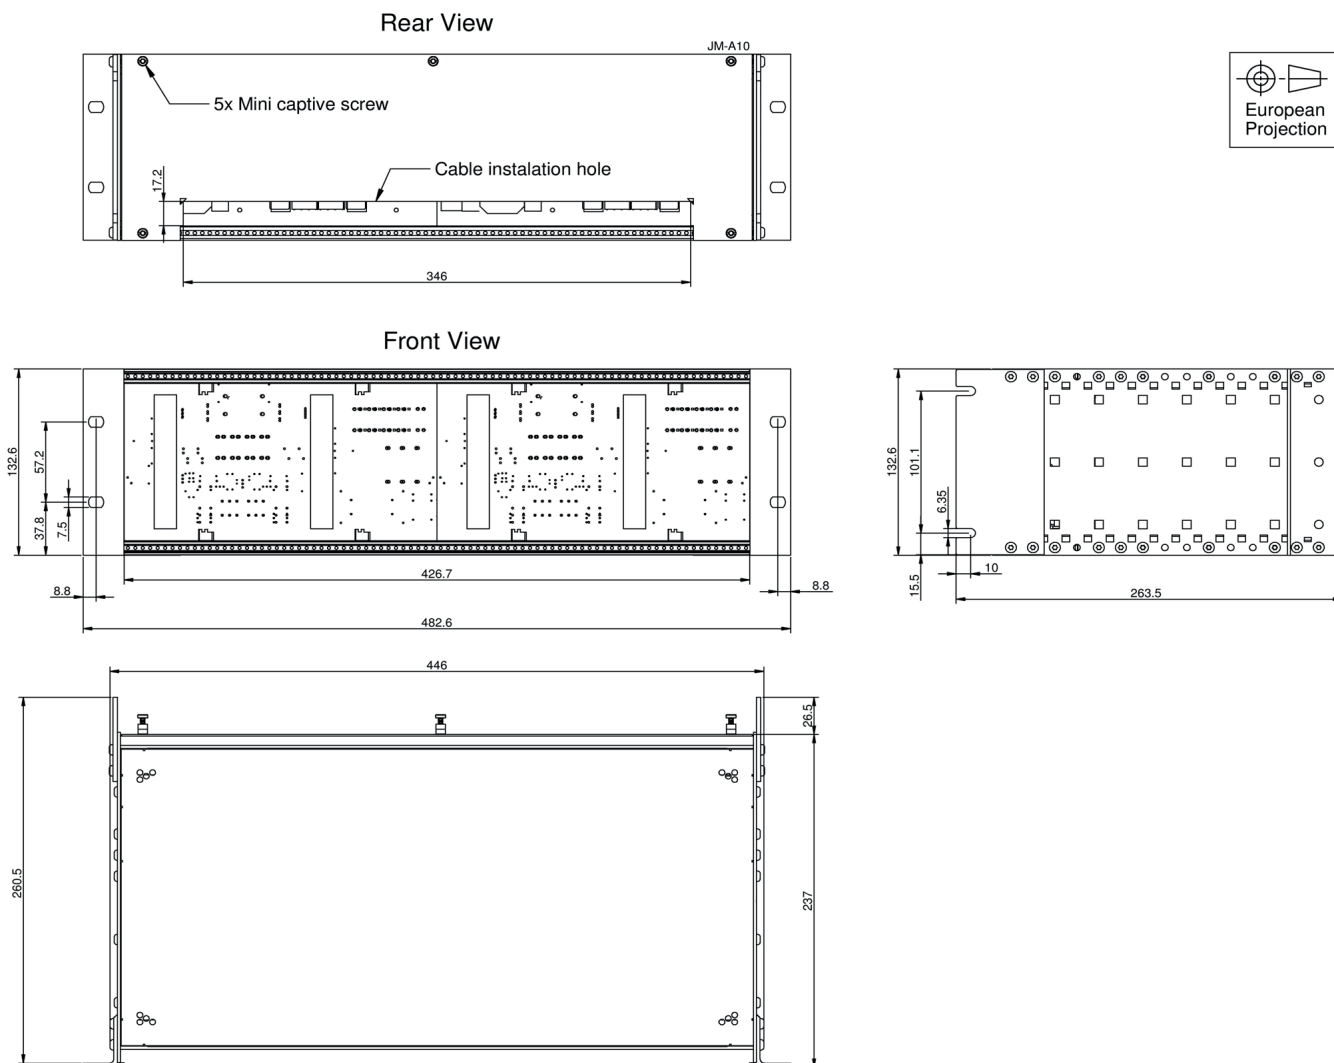 Rear View
JM-A10
5x Mini captive screw
European
Projection
Cable instalation hole
17.2
346
Front View
132.6
57.2
37.8
7.5
426.7
8.8
8.8
482.6
132.6
101.1
6.35
15.5
10
263.5
446
26.5
260.5
237